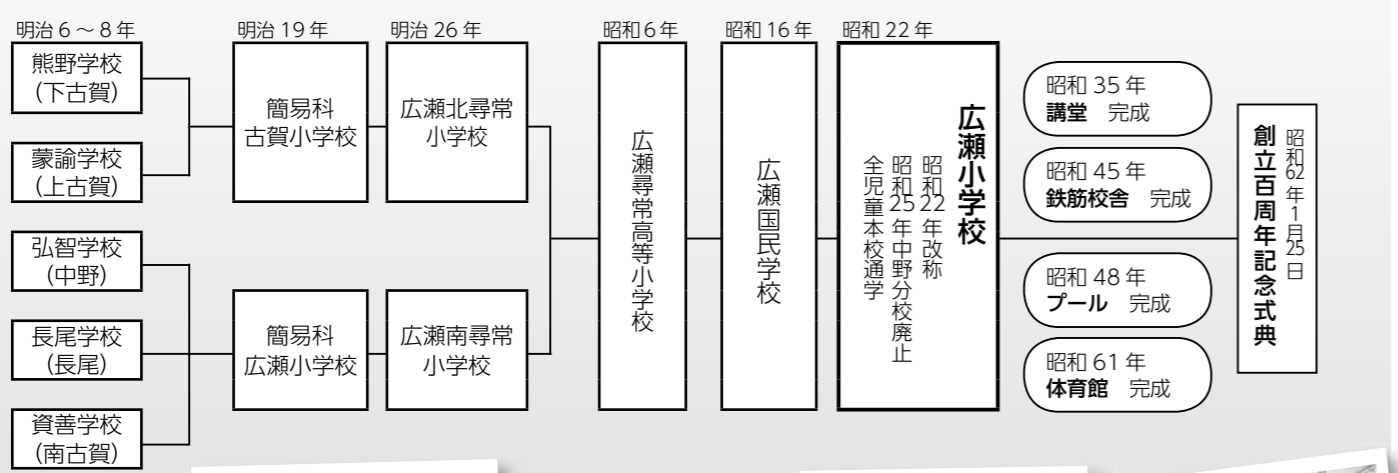 明治 6 ～ 8 年
熊野学校
(下古賀)
蒙諭学校
(上古賀)
弘智学校
(中野)
長尾学校
(長尾)
資善学校
(南古賀)
明治 19 年
簡易科
古賀小学校
簡易科
広瀬小学校
明治 26 年
広瀬北尋常
小学校
広瀬南尋常
小学校
昭和 6 年
広瀬尋常高等小学校
昭和 16 年
広瀬国民学校
昭和 22 年
広瀬小学校
昭和22年改称
昭和25年中野分校廃止
全児童本校通学
昭和 35 年
講堂　完成
昭和 45 年
鉄筋校舎　完成
昭和 48 年
プール　完成
昭和 61 年
体育館　完成
昭和62年1月25日
創立百周年記念式典